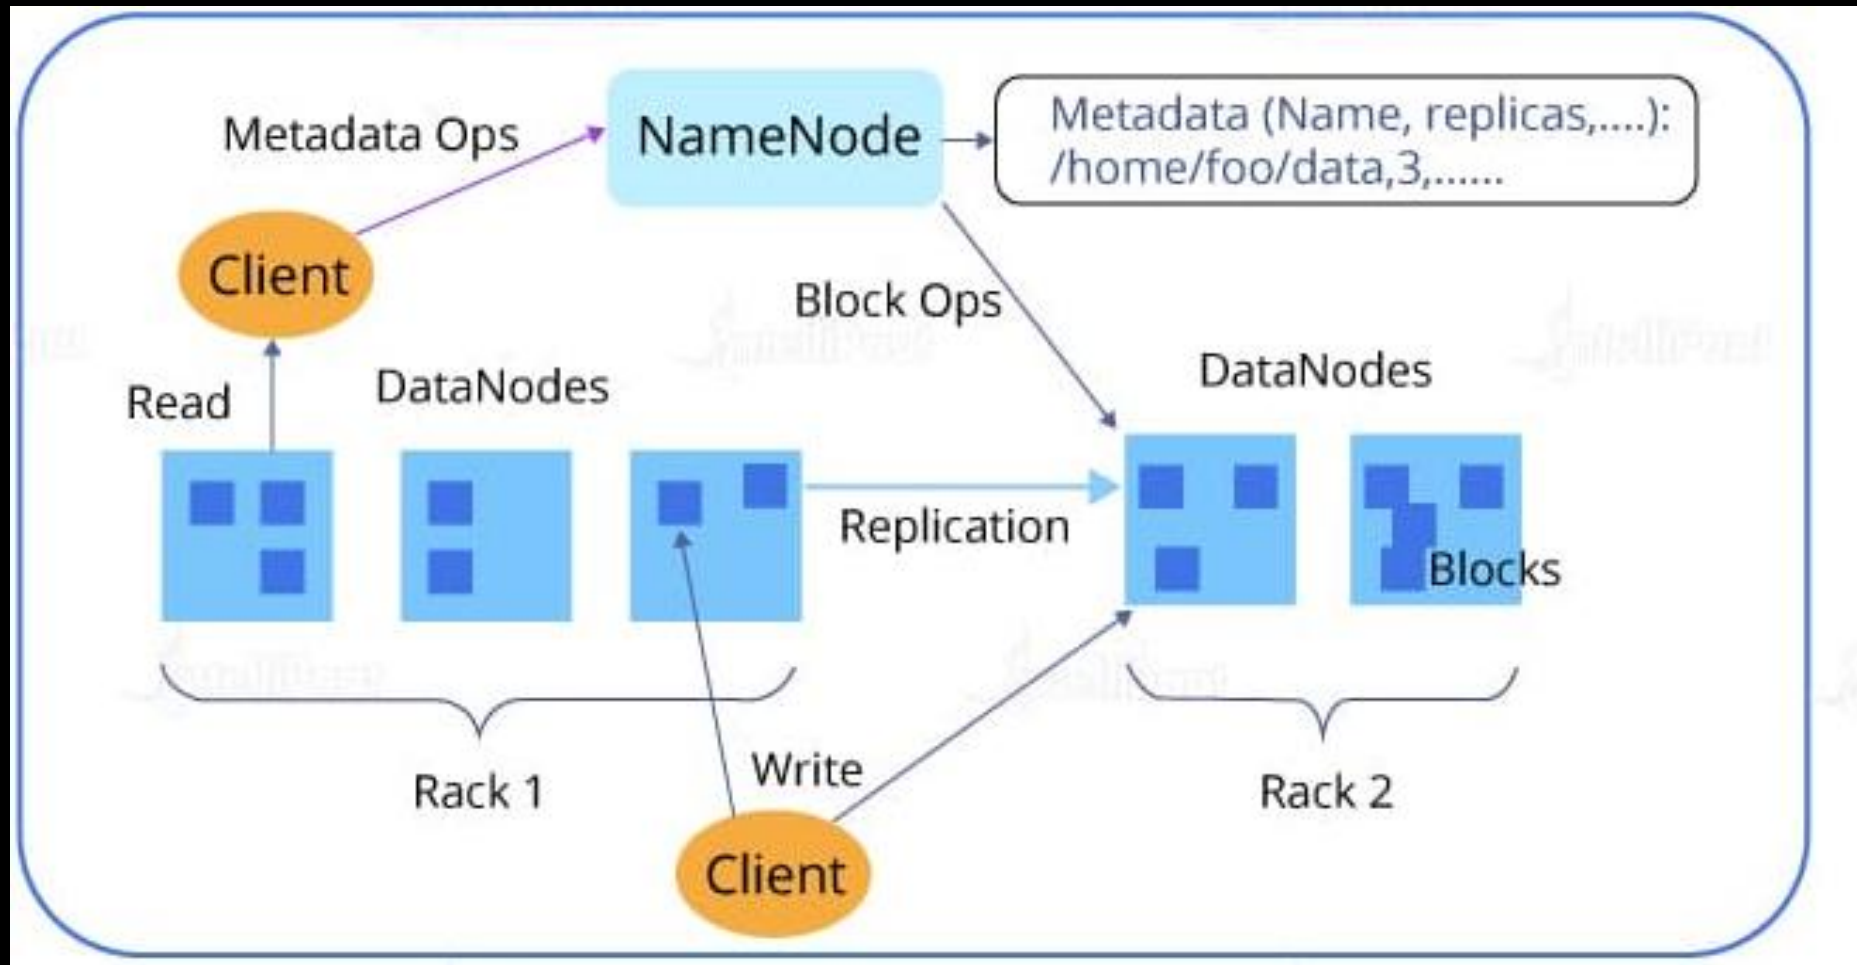 Metadata Ops
NameNode
Metadata (Name, replicas,....):
/home/foo/data,3,......
Client
Block Ops
Read
DataNodes
DataNodes
Replication
Blocks
Rack 1
Write
Rack 2
Client